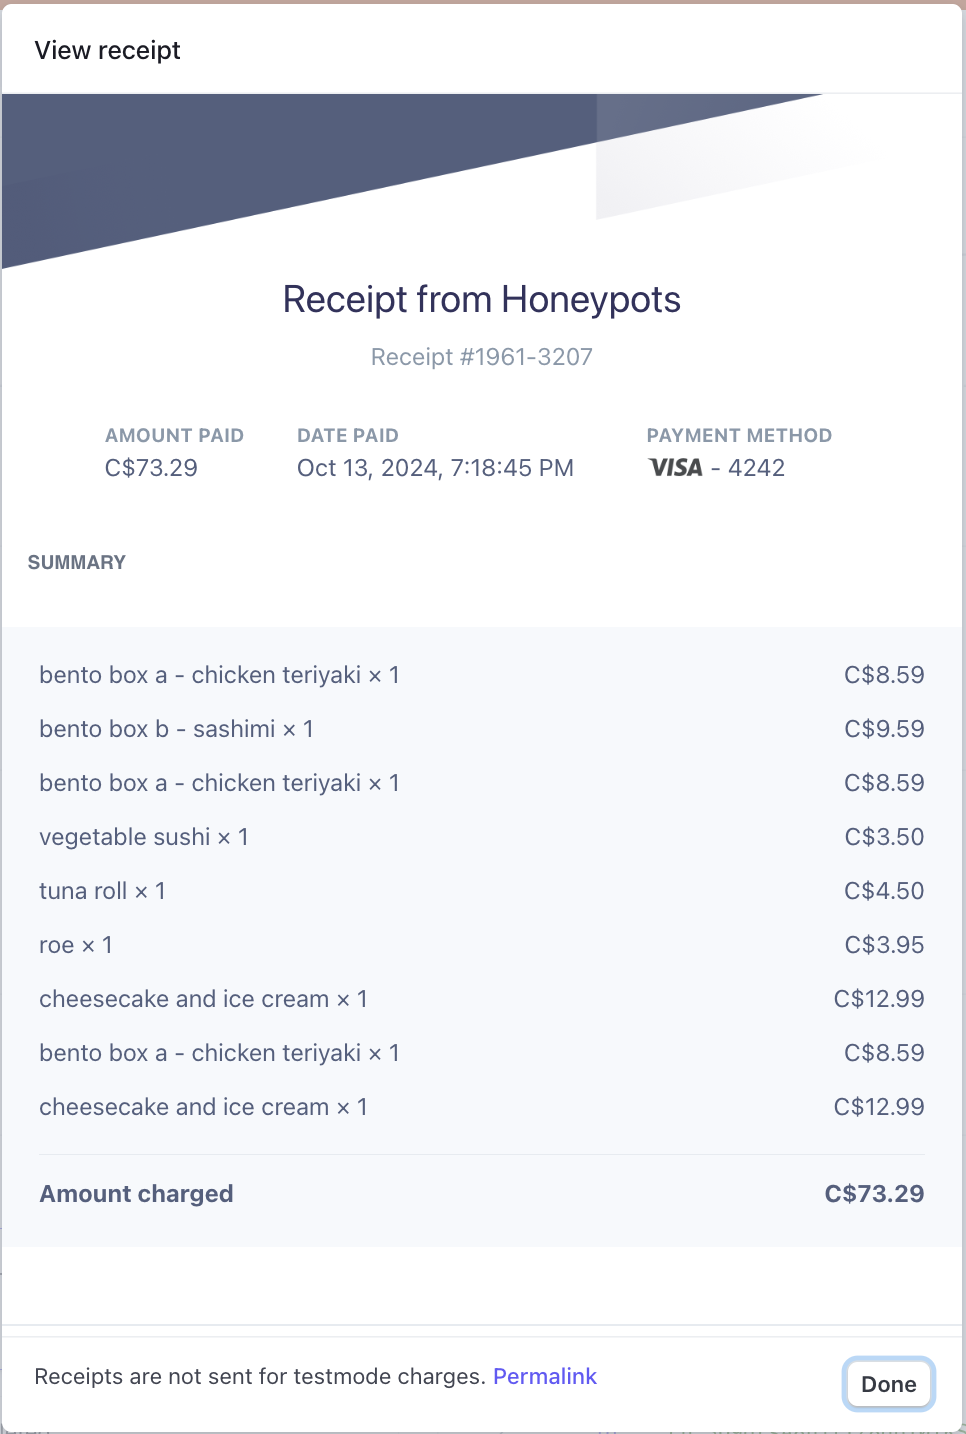 View receipt
Receipt from Honeypots
Receipt #1961-3207
AMOUNT PAID DATE PAID PAYMENT METHOD
C$73.29 Oct 13, 2024, 7:18:45 PM VISA - 4242
SUMMARY
bento box a - chicken teriyaki × 1 C$8.59
bento box b - sashimi × 1 C$9.59
bento box a - chicken teriyaki × 1 C$8.59
vegetable sushi × 1 C$3.50
tuna roll × 1 C$4.50
roe × 1 C$3.95
cheesecake and ice cream × 1 C$12.99
bento box a - chicken teriyaki × 1 C$8.59
cheesecake and ice cream × 1 C$12.99
Amount charged C$73.29
Receipts are not sent for testmode charges. Permalink
Done